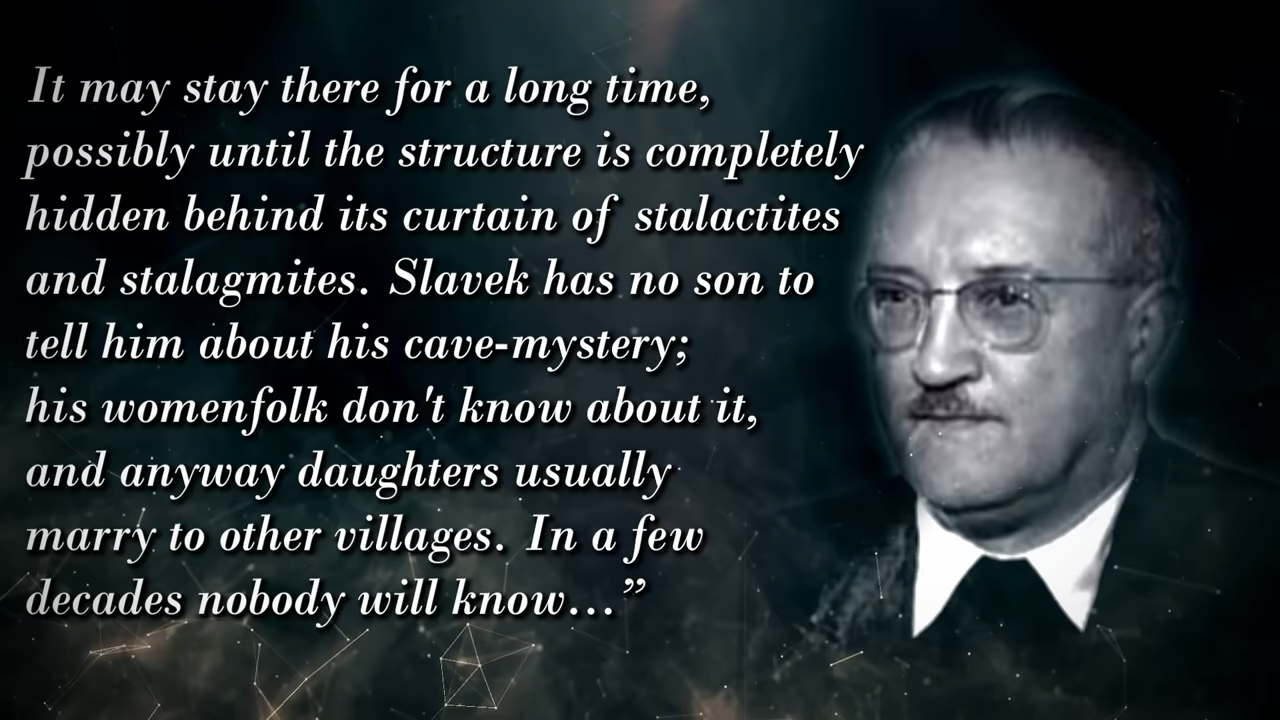 It may stay there for a long time,
possibly until the structure is completely
hidden behind its curtain of stalactites
and stalagmites. Slavek has no son to
tell him about his cave-mystery;
his womenfolk don't know about it,
and anyway daughters usually
marry to other villages. In a few
decades nobody will know...”